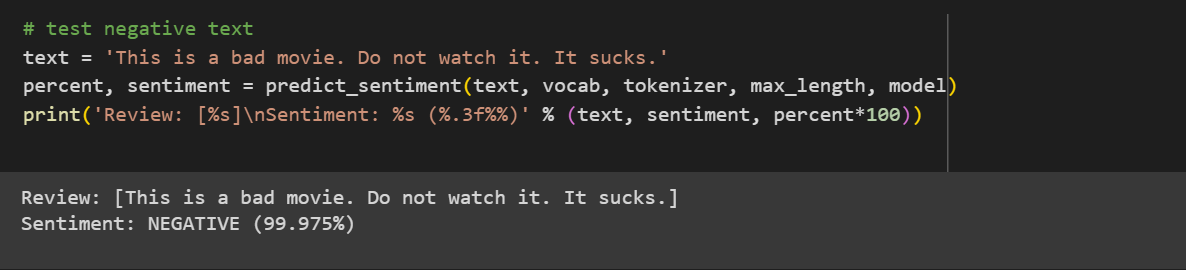 # test negative text
text = 'This is a bad movie. Do not watch it. It sucks.'
percent, sentiment = predict_sentiment(text, vocab, tokenizer, max_length, model)
print('Review: [%s]\nSentiment: %s (%.3f%%)' % (text, sentiment, percent*100))
Review: [This is a bad movie. Do not watch it. It sucks.]
Sentiment: NEGATIVE (99.975%)